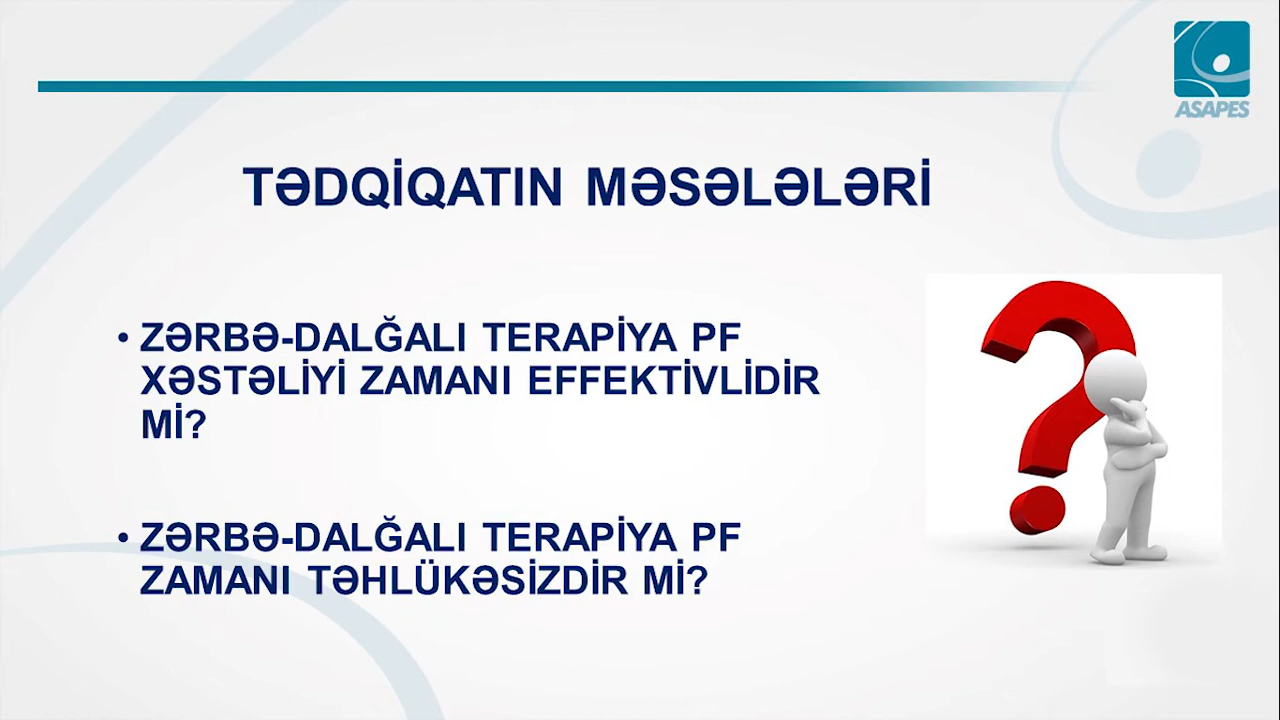 ASAPES
TƏDQİQATIN MƏSƏLƏLƏRİ
• ZƏRBƏ-DALĞALI TERAPİYA PF
XƏSTƏLİYİ ZAMANI EFFEKTİVLİDİR
Mİ?
• ZƏRBƏ-DALĞALI TERAPİYA PF
ZAMANI TƏHLÜKƏSİZDİR Mİ?